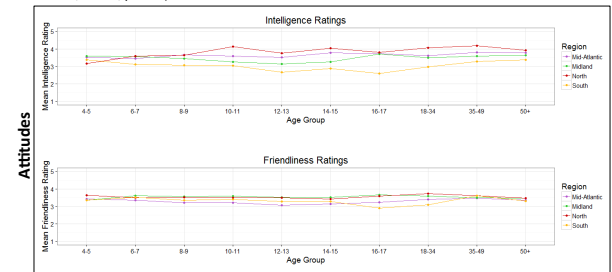 Attitudes
Intelligence Ratings
Mean Intelligence Rating
5
4
3
2
1
4-5 6-7 8-9 10-11 12-13 14-15 16-17 18-34 35-49 50+
Age Group
Region
Mid-Atlantic
Midland
North
South
Friendliness Ratings
Mean Friendliness Rating
5
4
3
2
1
4-5 6-7 8-9 10-11 12-13 14-15 16-17 18-34 35-49 50+
Age Group
Region
Mid-Atlantic
Midland
North
South